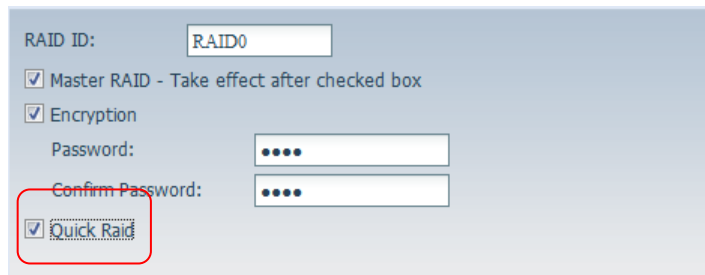 RAID ID: RAID0
Master RAID - Take effect after checked box
Encryption
Password: ••••
Confirm Password: ••••
Quick Raid